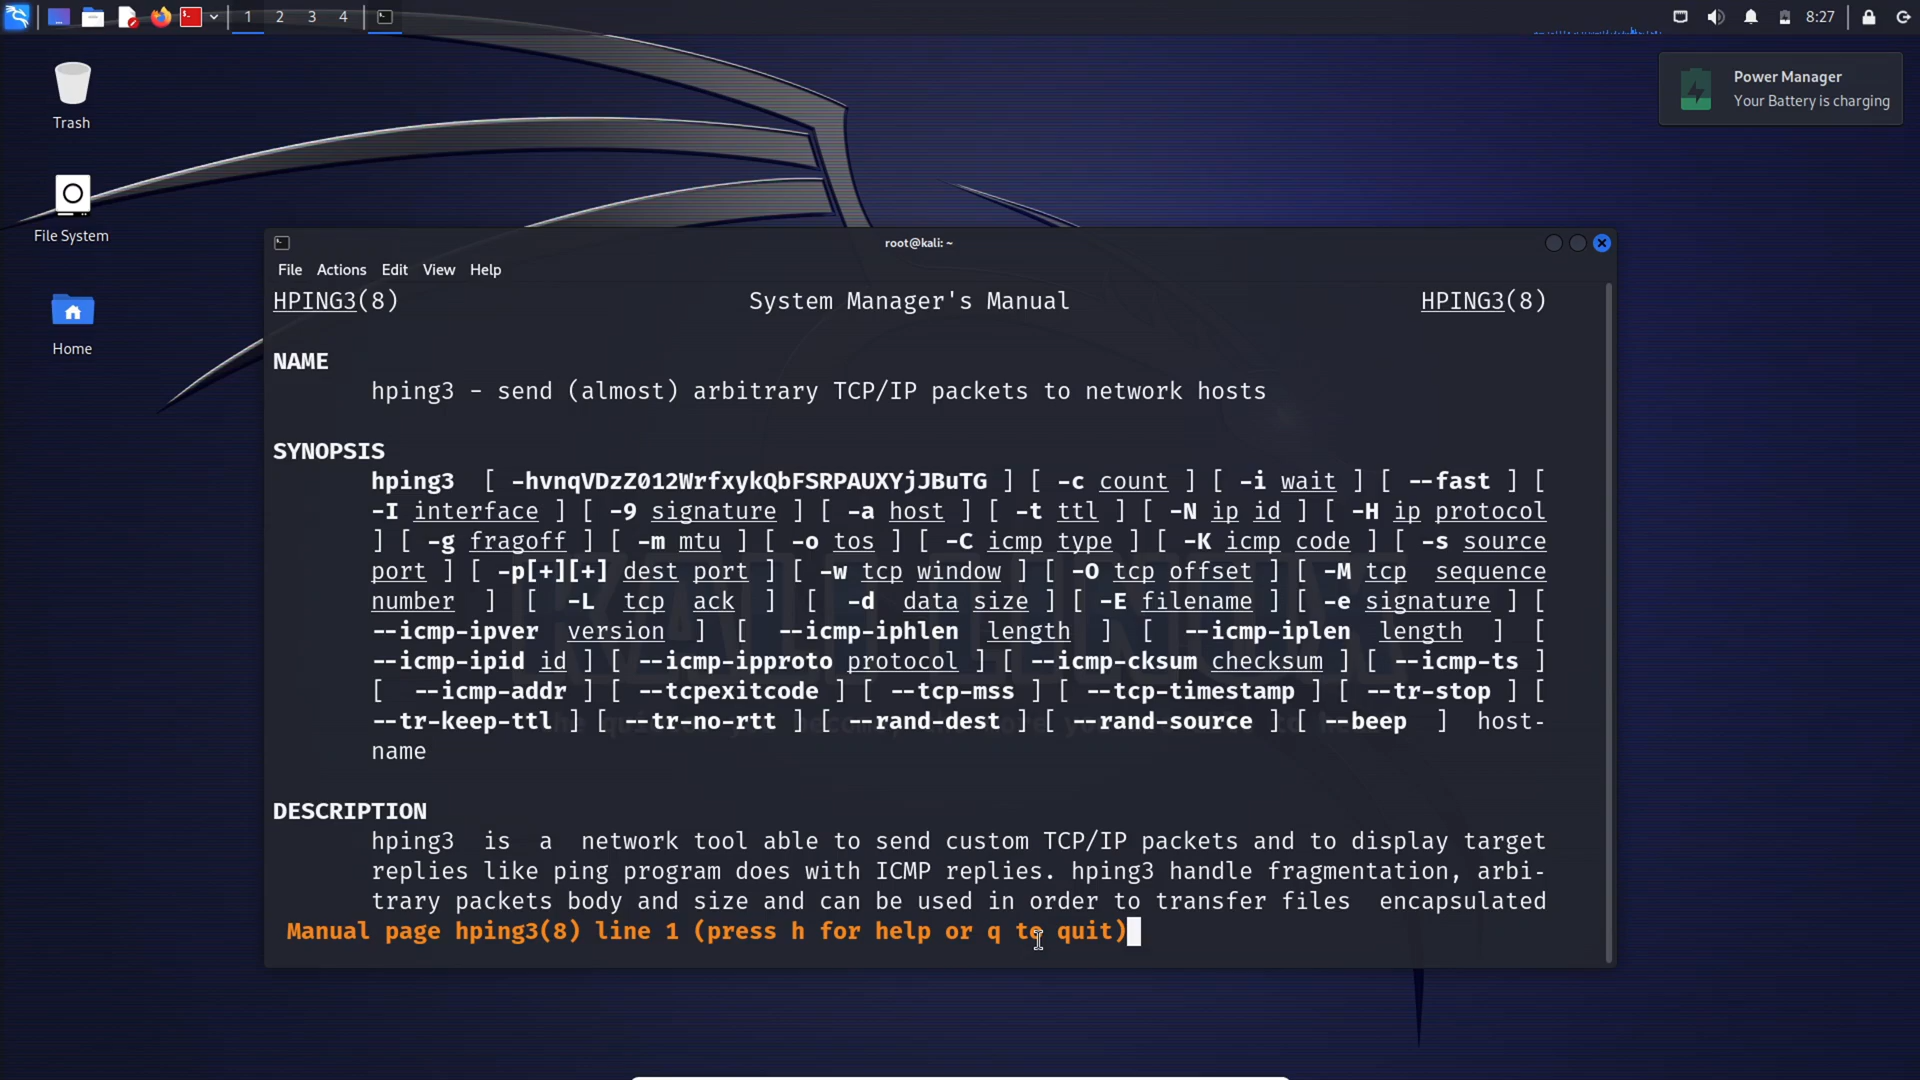 1 2 3 4 8:27
Power Manager
Your Battery is charging
Trash
File System
Home
root@kali: ~
File Actions Edit View Help
HPING3(8) System Manager's Manual HPING3(8)
NAME
hping3 - send (almost) arbitrary TCP/IP packets to network hosts
SYNOPSIS
hping3 [ -hvnqVDzZ012WrfxykQbFSRPAUXYjJBuTG ] [ -c count ] [ -i wait ] [ --fast ] [
-I interface ] [ -9 signature ] [ -a host ] [ -t ttl ] [ -N ip id ] [ -H ip protocol
] [ -g fragoff ] [ -m mtu ] [ -o tos ] [ -C icmp type ] [ -K icmp code ] [ -s source
port ] [ -p[+][+] dest port ] [ -w tcp window ] [ -O tcp offset ] [ -M tcp sequence
number ] [ -L tcp ack ] [ -d data size ] [ -E filename ] [ -e signature ] [
--icmp-ipver version ] [ --icmp-iphlen length ] [ --icmp-iplen length ] [
--icmp-ipid id ] [ --icmp-ipproto protocol ] [ --icmp-cksum checksum ] [ --icmp-ts ]
[ --icmp-addr ] [ --tcpexitcode ] [ --tcp-mss ] [ --tcp-timestamp ] [ --tr-stop ] [
--tr-keep-ttl ] [ --tr-no-rtt ] [ --rand-dest ] [ --rand-source ] [ --beep ] host-
name
DESCRIPTION
hping3 is a network tool able to send custom TCP/IP packets and to display target
replies like ping program does with ICMP replies. hping3 handle fragmentation, arbi-
trary packets body and size and can be used in order to transfer files encapsulated
Manual page hping3(8) line 1 (press h for help or q to quit)